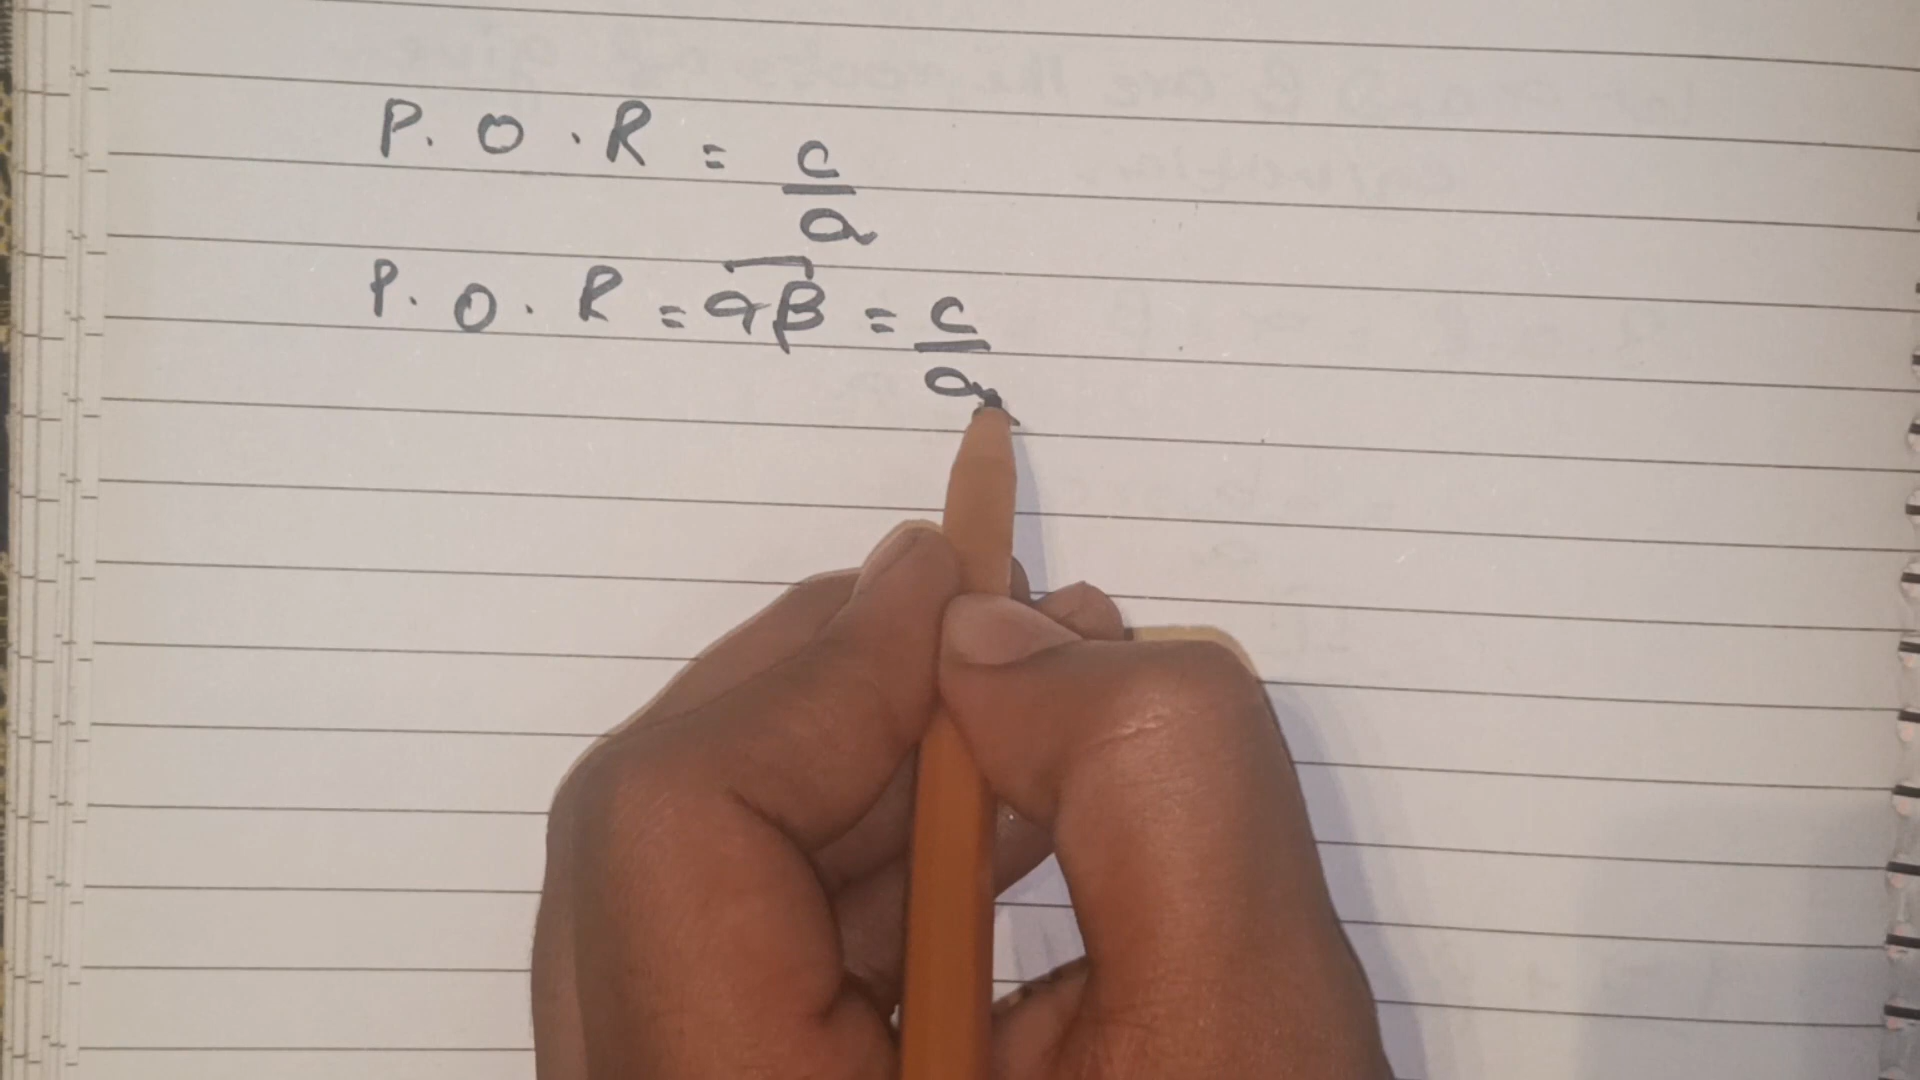 P. O . R = c/a
P. O . R = αβ = c/a